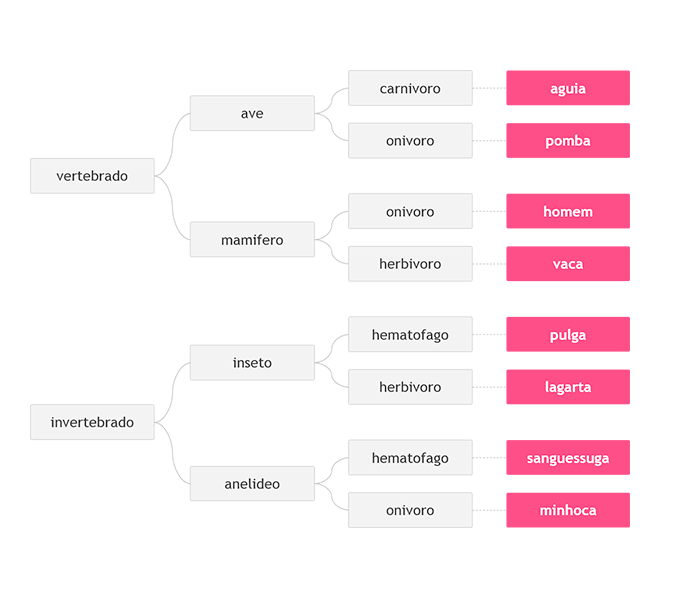 carnivoro
aguia
ave
onivoro
pomba
vertebrado
onivoro
homem
mamifero
herbivoro
vaca
hematofago
pulga
inseto
herbivoro
lagarta
invertebrado
hematofago
sanguessuga
anelideo
onivoro
minhoca